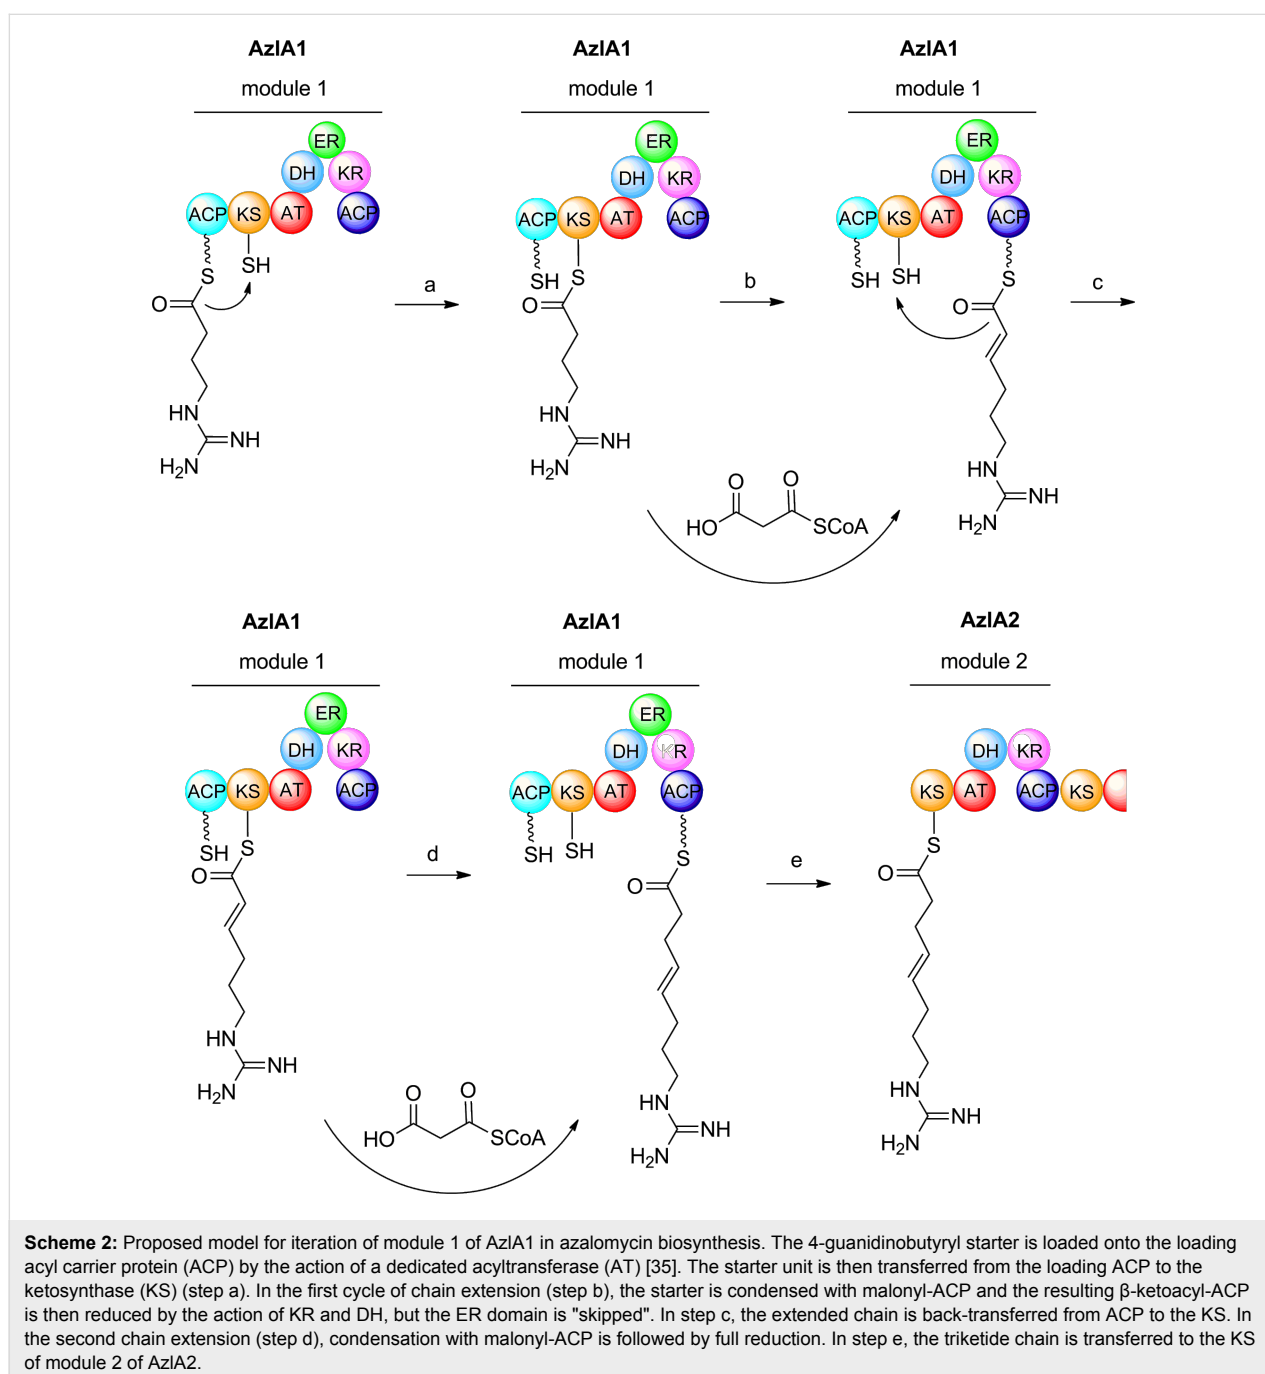 AzlA1 AzlA1 AzlA1
module 1 module 1 module 1
ER ER ER
DH KR DH KR DH KR
ACP KS AT ACP ACP KS AT ACP ACP KS AT ACP
S SH SH S SH SH S
O a O b O c
HN HN HN
NH NH NH
H₂N H₂N H₂N
O O
HO SCoA
AzlA1 AzlA1 AzlA2
module 1 module 1 module 2
ER ER
DH KR DH KR DH KR
ACP KS AT ACP ACP KS AT ACP KS AT ACP KS
SH S SH SH S S
O d O e O
HN HN HN
NH NH NH
H₂N H₂N H₂N
O O
HO SCoA
Scheme 2: Proposed model for iteration of module 1 of AzlA1 in azalomycin biosynthesis. The 4-guanidinobutyryl starter is loaded onto the loading
acyl carrier protein (ACP) by the action of a dedicated acyltransferase (AT) [35]. The starter unit is then transferred from the loading ACP to the
ketosynthase (KS) (step a). In the first cycle of chain extension (step b), the starter is condensed with malonyl-ACP and the resulting β-ketoacyl-ACP
is then reduced by the action of KR and DH, but the ER domain is "skipped". In step c, the extended chain is back-transferred from ACP to the KS. In
the second chain extension (step d), condensation with malonyl-ACP is followed by full reduction. In step e, the triketide chain is transferred to the KS
of module 2 of AzlA2.